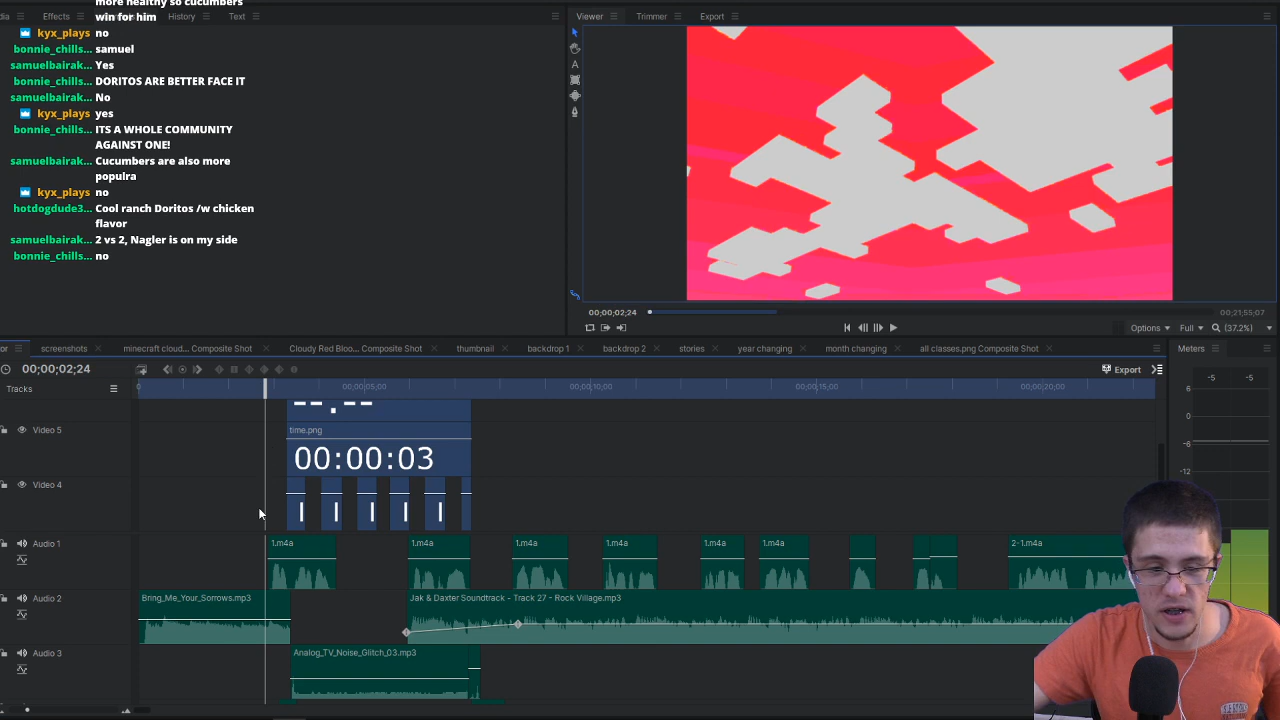 more healthy so cucumbers
Effects
History
Text
win for him
kyx_plays no
bonnie_chills... samuel
samuelbairak... Yes
bonnie_chills... DORITOS ARE BETTER FACE IT
samuelbairak... No
kyx_plays yes
bonnie_chills... ITS A WHOLE COMMUNITY
AGAINST ONE!
samuelbairak... Cucumbers are also more
populra
kyx_plays no
hotdogdude3... Cool ranch Doritos /w chicken
flavor
samuelbairak... 2 vs 2, Nagler is on my side
bonnie_chills... no
Viewer
Trimmer
Export
00;00;02;24
00;21;55;07
Options
Full
(37.2%)
screenshots
minecraft cloud... Composite Shot
Cloudy Red Bloo... Composite Shot
thumbnail
backdrop 1
backdrop 2
stories
year changing
month changing
all classes.png Composite Shot
Meters
00;00;02;24
Export
Tracks
0
00;00;05;00
00;00;10;00
00;00;15;00
00;00;20;00
-5 -5
6
0
-6
-12
--.--
Video 5
time.png
00:00:03
Video 4
Audio 1
1.m4a
1.m4a
1.m4a
1.m4a
1.m4a
1.m4a
2-1.m4a
Audio 2
Bring_Me_Your_Sorrows.mp3
Jak & Daxter Soundtrack - Track 27 - Rock Village.mp3
Audio 3
Analog_TV_Noise_Glitch_03.mp3